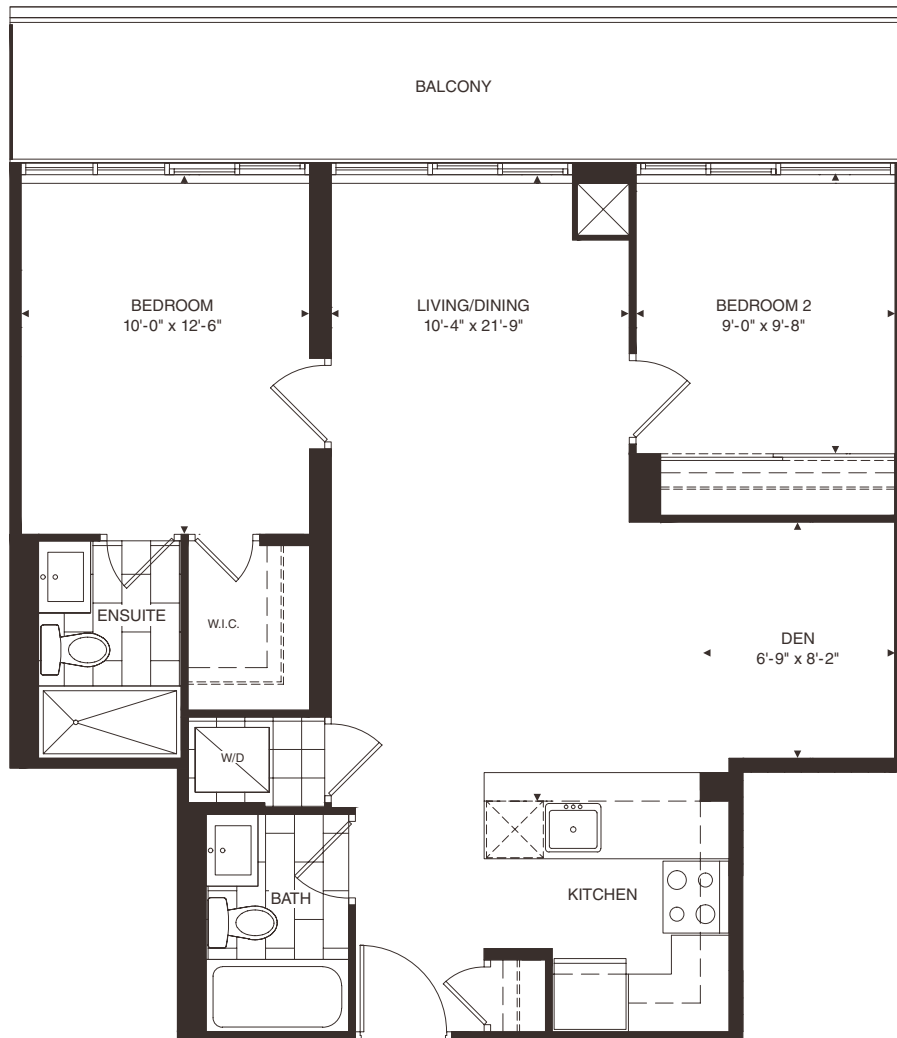 BALCONY
BEDROOM
10'-0" x 12'-6"
LIVING/DINING
10'-4" x 21'-9"
BEDROOM 2
9'-0" x 9'-8"
ENSUITE
W.I.C.
DEN
6'-9" x 8'-2"
W/D
BATH
KITCHEN